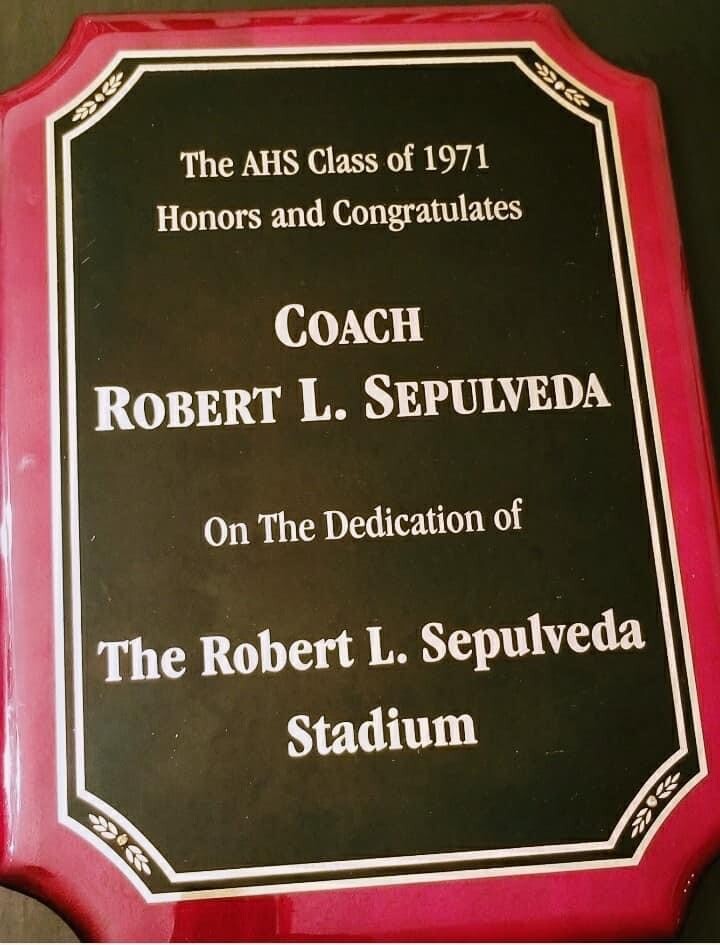 The AHS Class of 1971
Honors and Congratulates
COACH
ROBERT L. SEPULVEDA
On The Dedication of
The Robert L. Sepulveda
Stadium